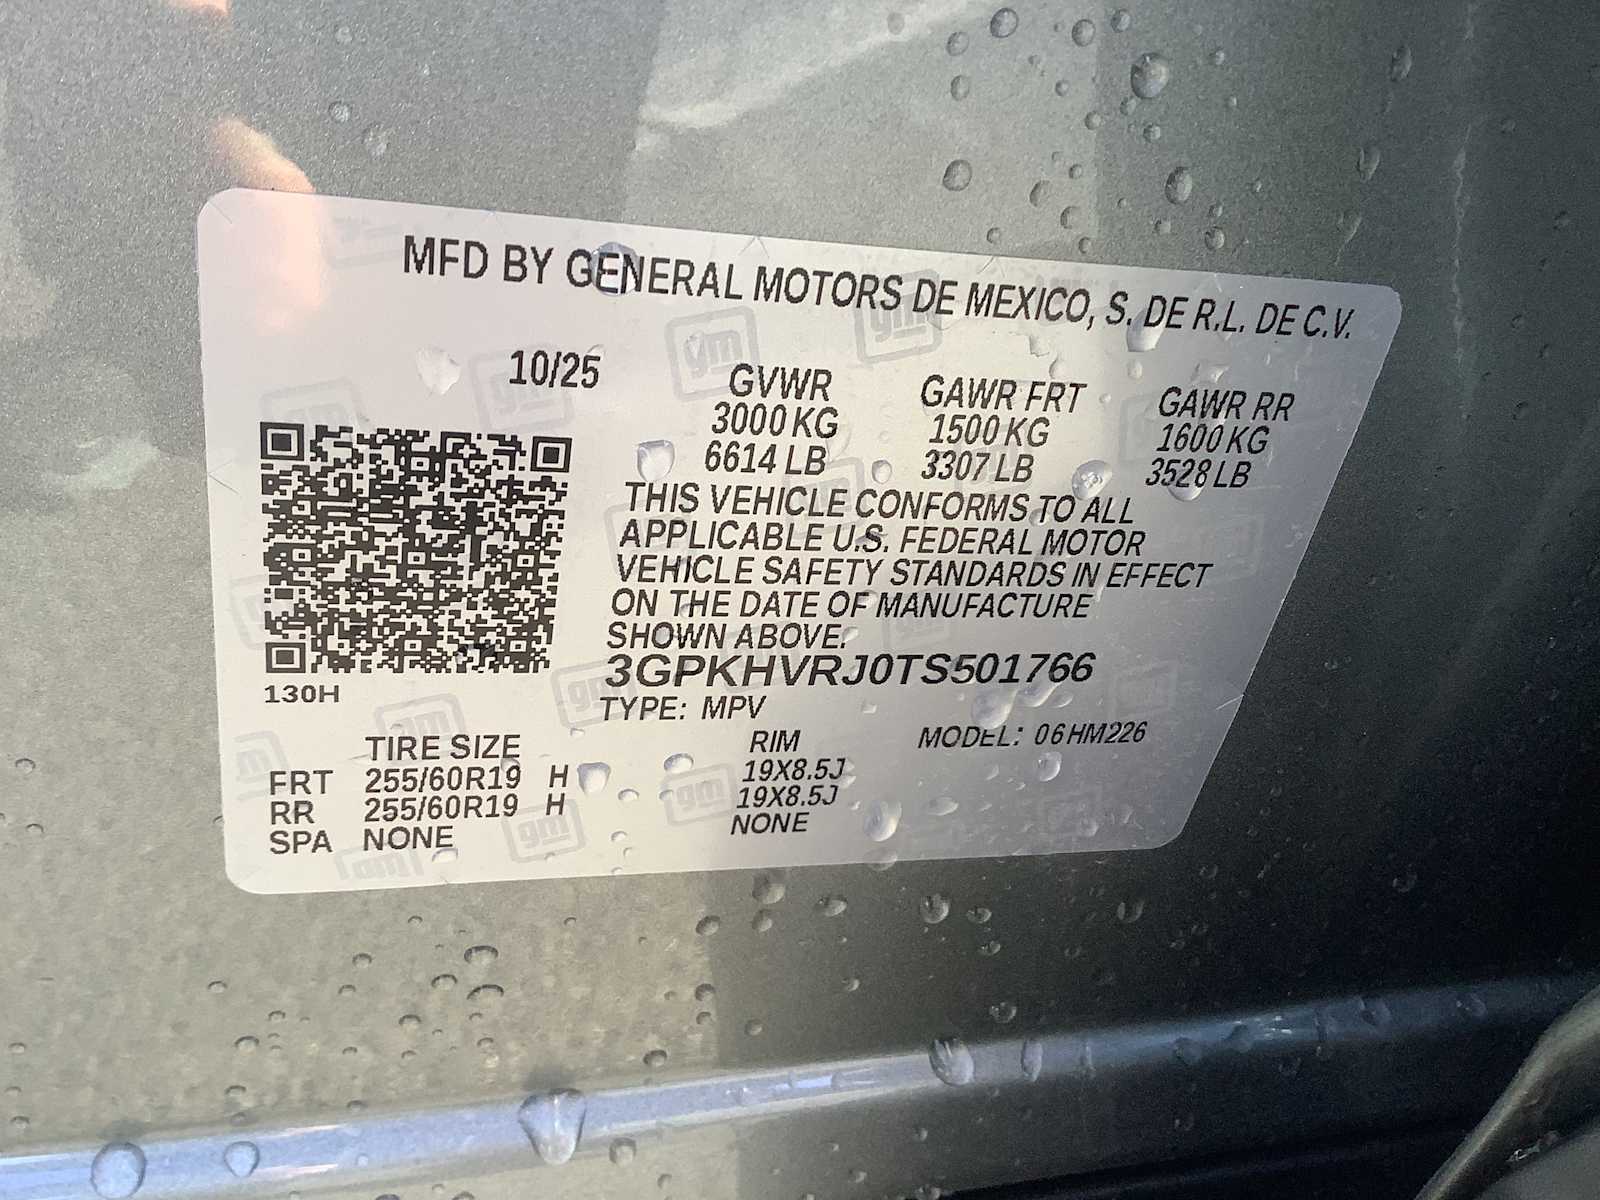 MFD BY GENERAL MOTORS DE MEXICO, S. DE R.L. DE C.V.
10/25
GVWR GAWR FRT GAWR RR
3000 KG 1500 KG 1600 KG
6614 LB 3307 LB 3528 LB
THIS VEHICLE CONFORMS TO ALL
APPLICABLE U.S. FEDERAL MOTOR
VEHICLE SAFETY STANDARDS IN EFFECT
ON THE DATE OF MANUFACTURE
SHOWN ABOVE.
3GPKHVRJ0TS501766
130H
TYPE: MPV
TIRE SIZE RIM MODEL: 06HM226
FRT 255/60R19 H 19X8.5J
RR 255/60R19 H 19X8.5J
SPA NONE NONE